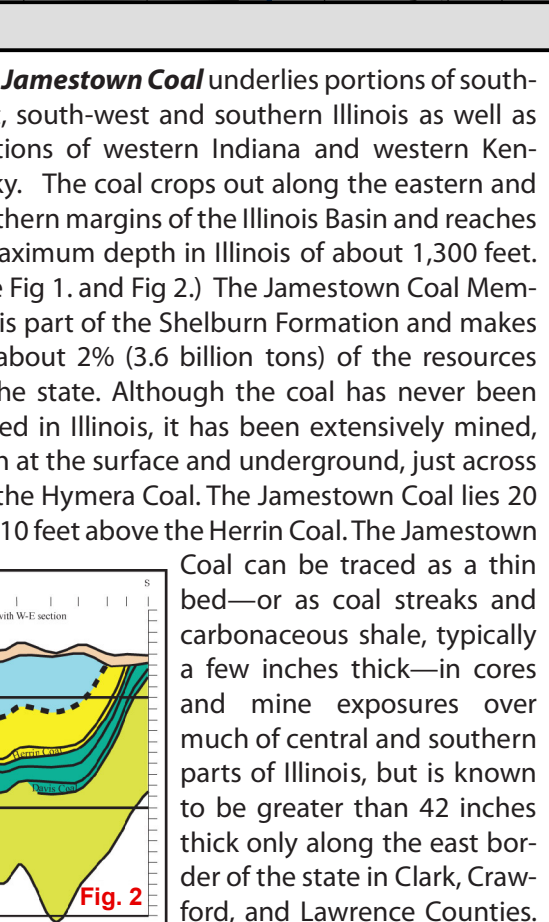 Jamestown Coal underlies portions of south-
, south-west and southern Illinois as well as
tions of western Indiana and western Ken-
ky. The coal crops out along the eastern and
thern margins of the Illinois Basin and reaches
aximum depth in Illinois of about 1,300 feet.
e Fig 1. and Fig 2.) The Jamestown Coal Mem-
is part of the Shelburn Formation and makes
about 2% (3.6 billion tons) of the resources
he state. Although the coal has never been
ed in Illinois, it has been extensively mined,
h at the surface and underground, just across
the Hymera Coal. The Jamestown Coal lies 20
10 feet above the Herrin Coal. The Jamestown
Coal can be traced as a thin
bed—or as coal streaks and
carbonaceous shale, typically
a few inches thick—in cores
and mine exposures over
much of central and southern
parts of Illinois, but is known
to be greater than 42 inches
thick only along the east bor-
der of the state in Clark, Craw-
ford, and Lawrence Counties.
S
with W-E section
Herrin Coal
Davis Coal
Fig. 2